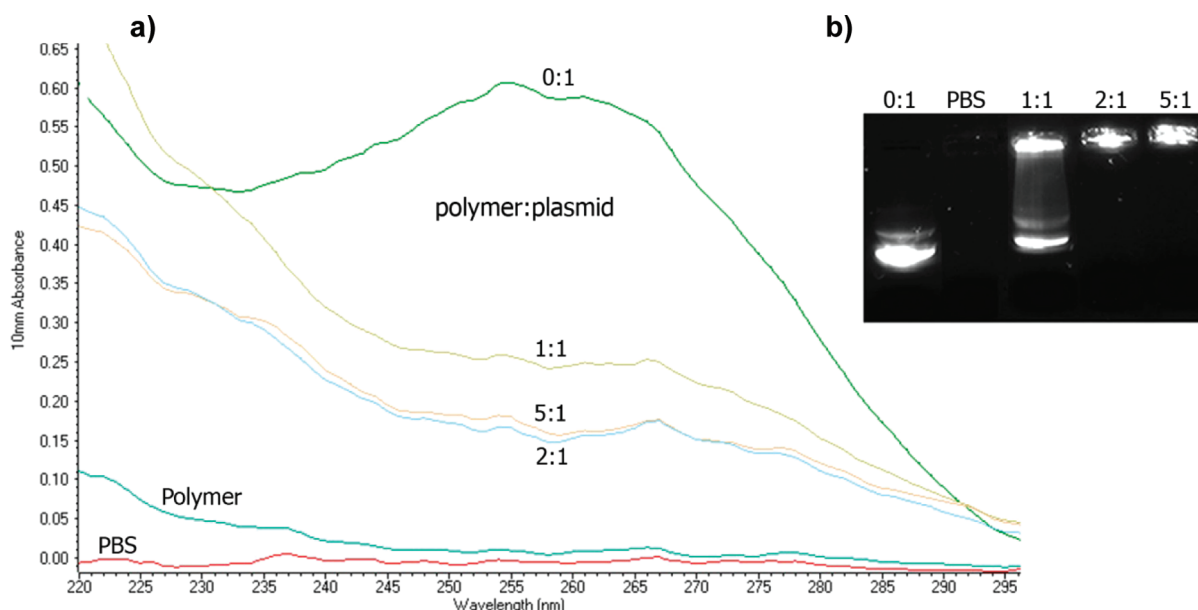 a)
b)
0.65
0.60
0.55
0.50
0.45
0.40
0.35
0.30
0.25
0.20
0.15
0.10
0.05
0.00
10mm Absorbance
0:1
polymer:plasmid
1:1
5:1
2:1
Polymer
PBS
220 225 230 235 240 245 250 255 260 265 270 275 280 285 290 295
Wavelength (nm)
0:1 PBS 1:1 2:1 5:1